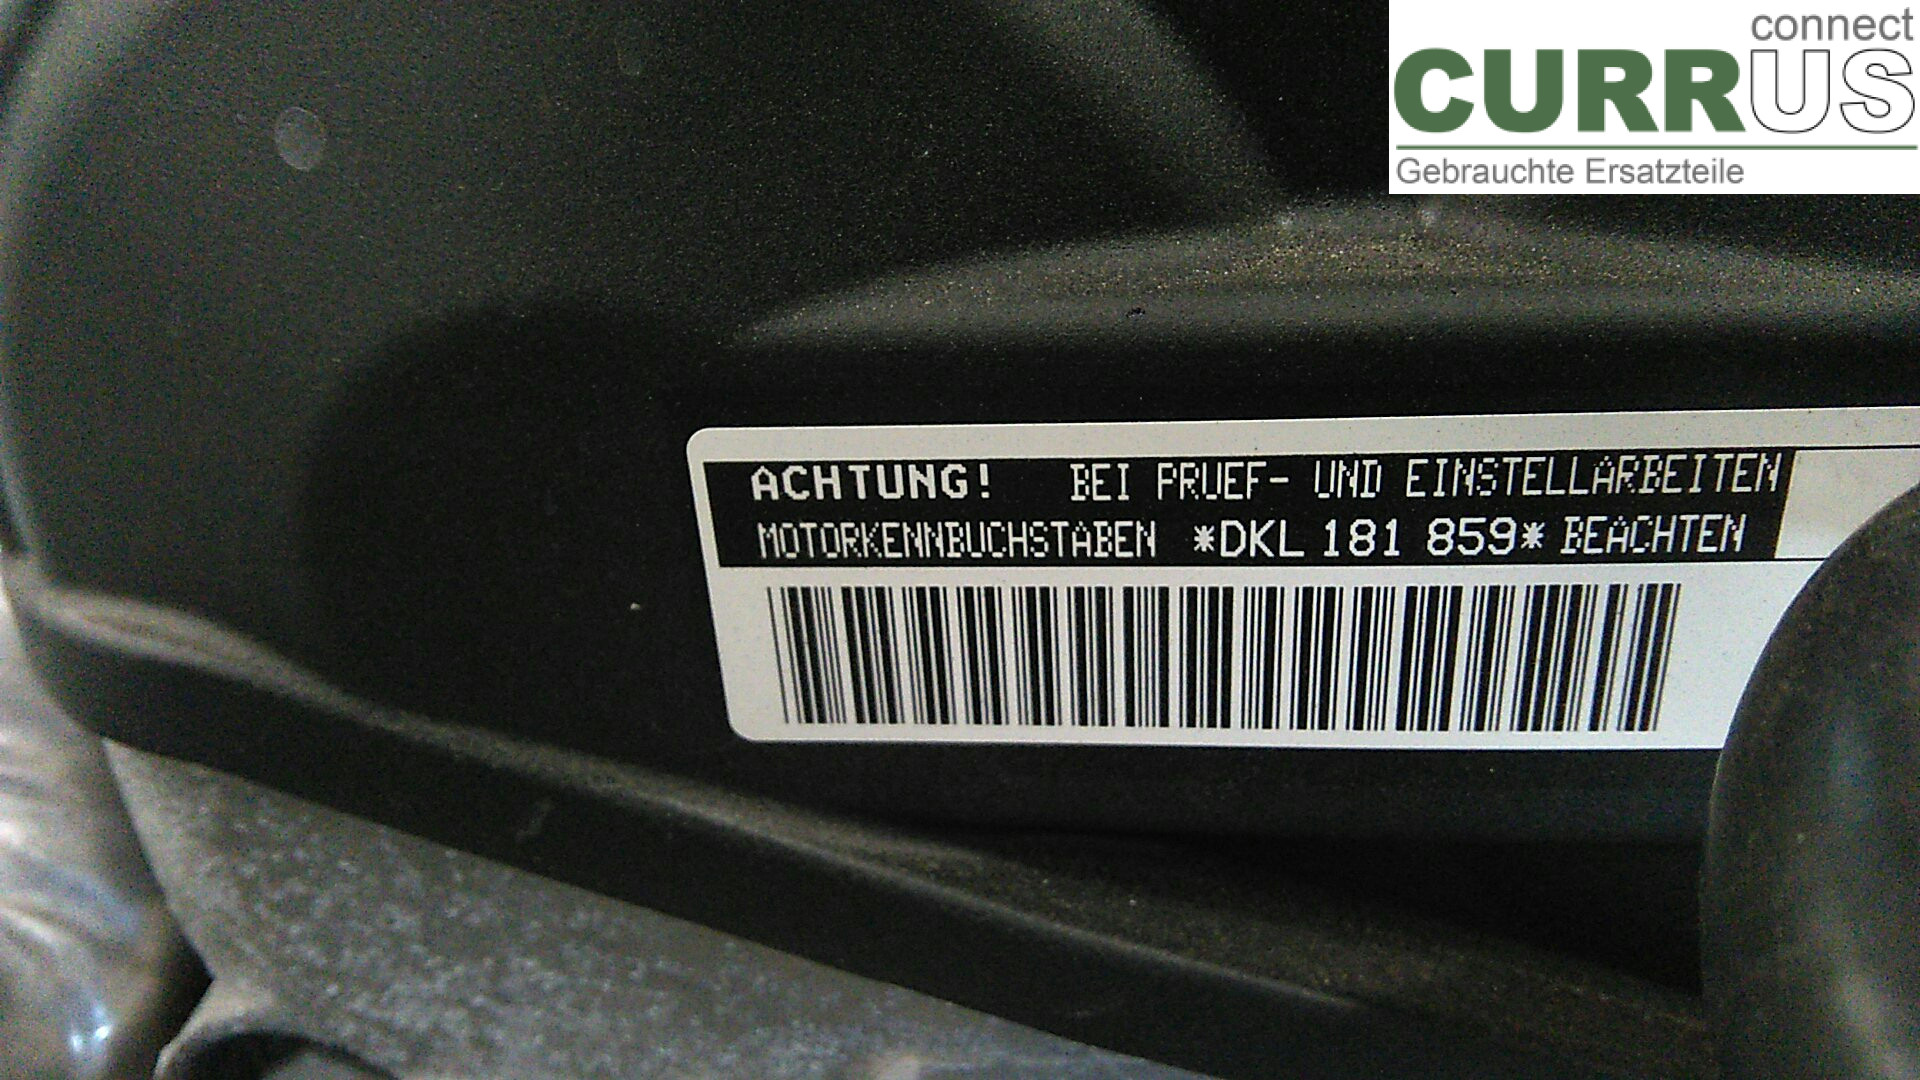 connect
CURRUS
Gebrauchte Ersatzteile
ACHTUNG! BEI PRUEF- UND EINSTELLARBEITEN
MOTORKENNBUCHSTABEN *DKL 181 859* BEACHTEN